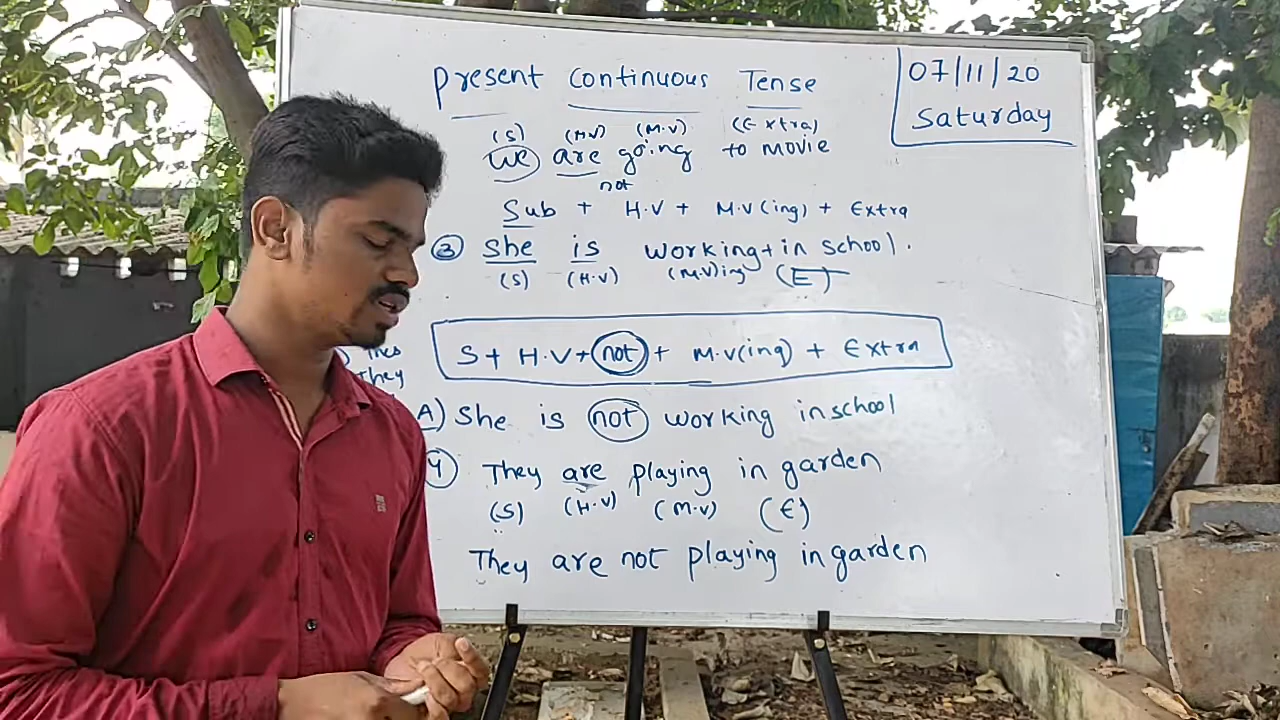 Present Continuous Tense
07/11/20
Saturday
(S) (H.V) (M.V) (Extra)
We are going to movie
not
Sub + H.V + M.V(ing) + Extra
3 She is working+in school.
(S) (H.V) (M.V)ing (E)
S + H.V + not + M.V(ing) + Extra
They
A) She is not working in school
4 They are playing in garden
(S) (H.V) (M.V) (E)
They are not playing in garden